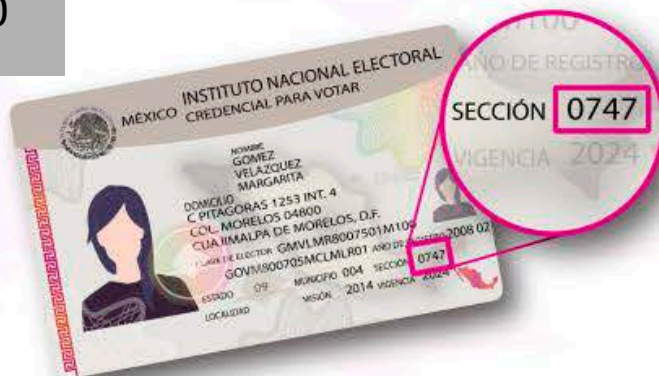 INSTITUTO NACIONAL ELECTORAL
MÉXICO CREDENCIAL PARA VOTAR
NOMBRE
GOMEZ
VELAZQUEZ
MARGARITA
DOMICILIO
C PITAGORAS 1253 INT. 4
COL. MORELOS 04800
CUAJIMALPA DE MORELOS, D.F.
CLAVE DE ELECTOR GMVLMR8007501M100
GOVM800705MCLMLR01 AÑO DE REGISTRO 2008 02
ESTADO 09 MUNICIPIO 004 SECCIÓN 0747
LOCALIDAD 2014 VIGENCIA 2024
AÑO DE REGISTRO
SECCIÓN 0747
VIGENCIA 2024